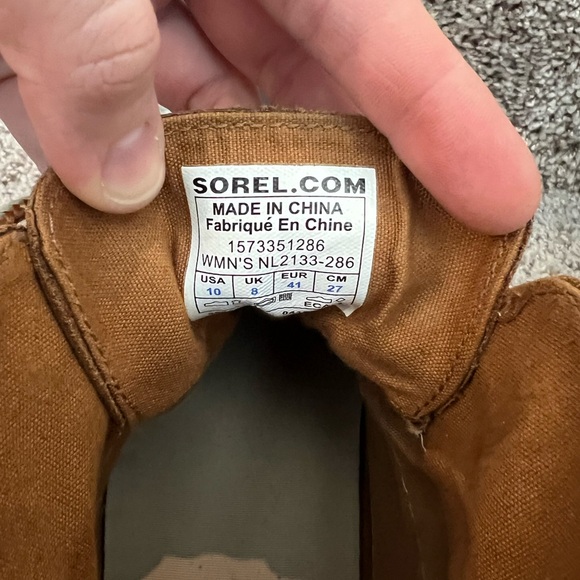 SOREL.COM
MADE IN CHINA
Fabriqué En Chine
1573351286
WMN'S NL2133-286
USA UK EUR CM
10 8 41 27